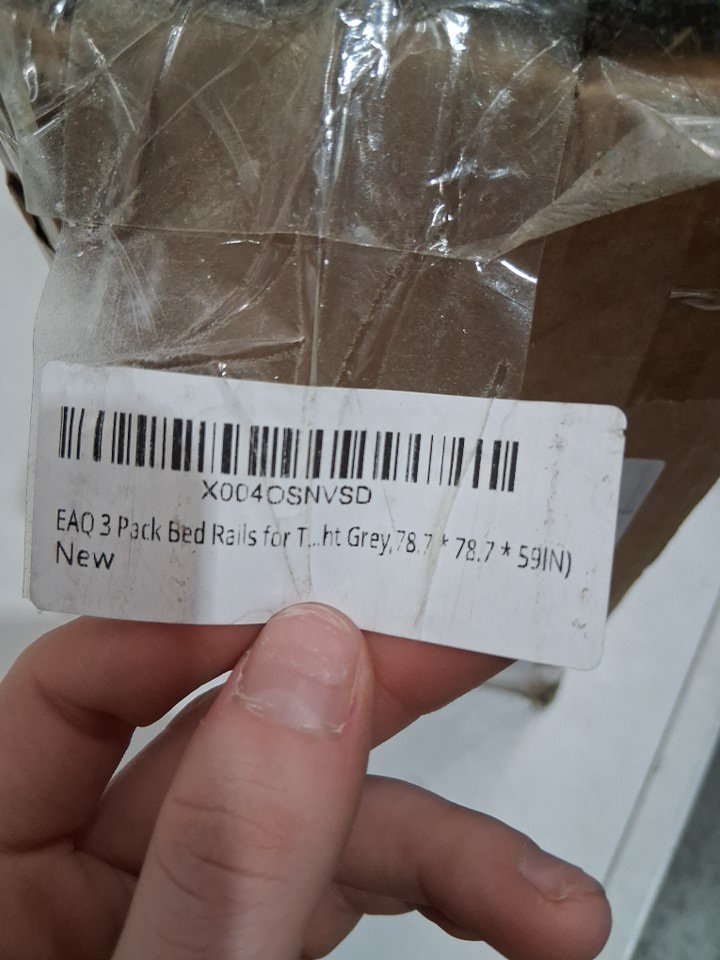 X004OSNVSD
EAQ 3 Pack Bed Rails for T...ht Grey,78.7 * 78.7 * 59IN)
New